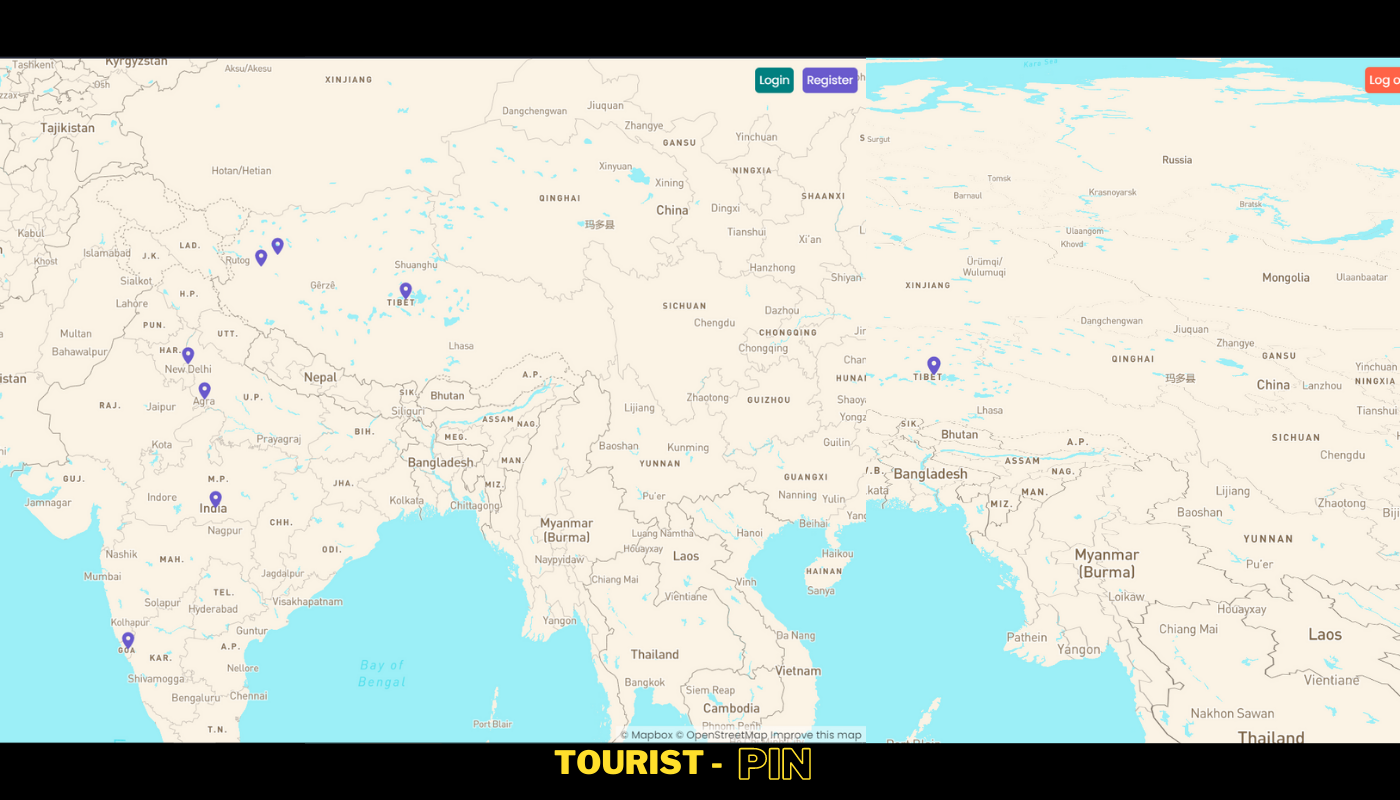 Tashkent
Kyrgyzstan
Aksu/Akesu
XINJIANG
Login
Register
Kara Sea
Log o
Osh
Dangchengwan
Jiuquan
Tajikistan
Zhangye
Yinchuan
GANSU
S
Surgut
Russia
Hotan/Hetian
Xinyuan
Xining
NINGXIA
Tomsk
Barnaul
Krasnoyarsk
QINGHAI
China
Dingxi
SHAANXI
Bratsk
玛多县
Tianshui
Xi'an
Ulaangom
Khovd
Kabul
LAD.
Islamabad
J.K.
Khost
Rutog
Shuanghu
Hanzhong
Shiyan
Ürümqi/
Wulumuqi
Mongolia
Ulaanbaatar
Sialkot
H.P.
Gêrzê
XINJIANG
Lahore
TIBET
SICHUAN
Dazhou
PUN.
Chengdu
Dangchengwan
Jiuquan
Multan
UTT.
CHONGQING
Zhangye
Bahawalpur
HAR.
Lhasa
Chongqing
QINGHAI
GANSU
New Delhi
Nepal
A.P.
Yinchuan
istan
TIBET
玛多县
China
Lanzhou
NINGXIA
RAJ.
Jaipur
Agra
U.P.
SIK.
Bhutan
Siliguri
Lijiang
Zhaotong
GUIZHOU
Lhasa
Tianshui
ASSAM
NAG.
SIK.
Bhutan
A.P.
SICHUAN
Kota
Prayagraj
BIH.
MEG.
Baoshan
Kunming
Guilin
Chengdu
Bangladesh
MAN.
YUNNAN
Bangladesh
ASSAM
NAG.
GUJ.
M.P.
JHA.
MIZ.
GUANGXI
MAN.
Lijiang
Zhaotong
Jamnagar
Indore
India
Kolkata
Chittagong
Pu'er
Nanning
Yulin
MIZ.
Baoshan
Nagpur
CHH.
Myanmar
(Burma)
Luang Namtha
Hanoi
Beihai
YUNNAN
Nashik
MAH.
ODI.
Houayxay
Laos
Haikou
Myanmar
(Burma)
Pu'er
Mumbai
Jagdalpur
Naypyidaw
Chiang Mai
Vinh
HAINAN
Sanya
TEL.
Vientiane
Loikaw
Houayxay
Solapur
Hyderabad
Visakhapatnam
Kolhapur
Yangon
Chiang Mai
Laos
Guntur
Da Nang
Pathein
Yangon
GOA
KAR.
A.P.
Bay of
Bengal
Thailand
Vietnam
Vientiane
Shivamogga
Nellore
Bangkok
Siem Reap
Bengaluru
Chennai
Cambodia
Nakhon Sawan
T.N.
Port Blair
Phnom Penh
Thailand
© Mapbox © OpenStreetMap Improve this map
Port Blair
TOURIST - PIN